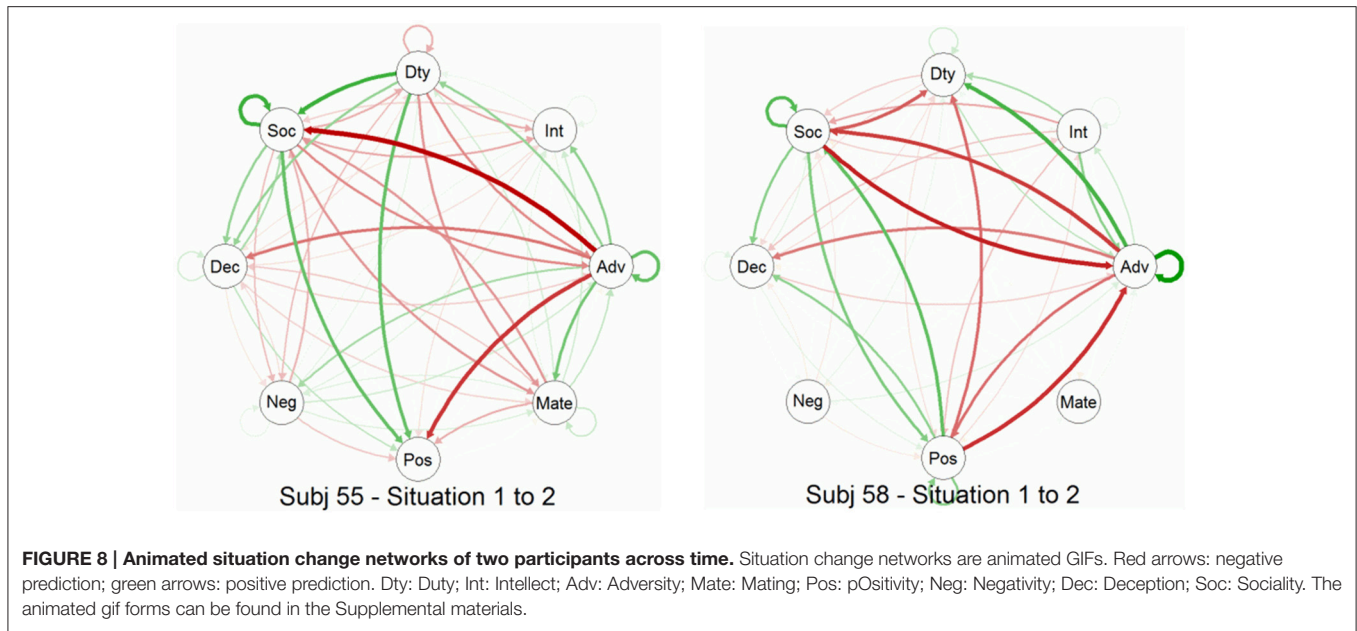 Dty
Soc
Int
Dec
Adv
Neg
Mate
Pos
Subj 55 - Situation 1 to 2
Dty
Soc
Int
Dec
Adv
Neg
Mate
Pos
Subj 58 - Situation 1 to 2
FIGURE 8 | Animated situation change networks of two participants across time. Situation change networks are animated GIFs. Red arrows: negative
prediction; green arrows: positive prediction. Dty: Duty; Int: Intellect; Adv: Adversity; Mate: Mating; Pos: pOsitivity; Neg: Negativity; Dec: Deception; Soc: Sociality. The
animated gif forms can be found in the Supplemental materials.